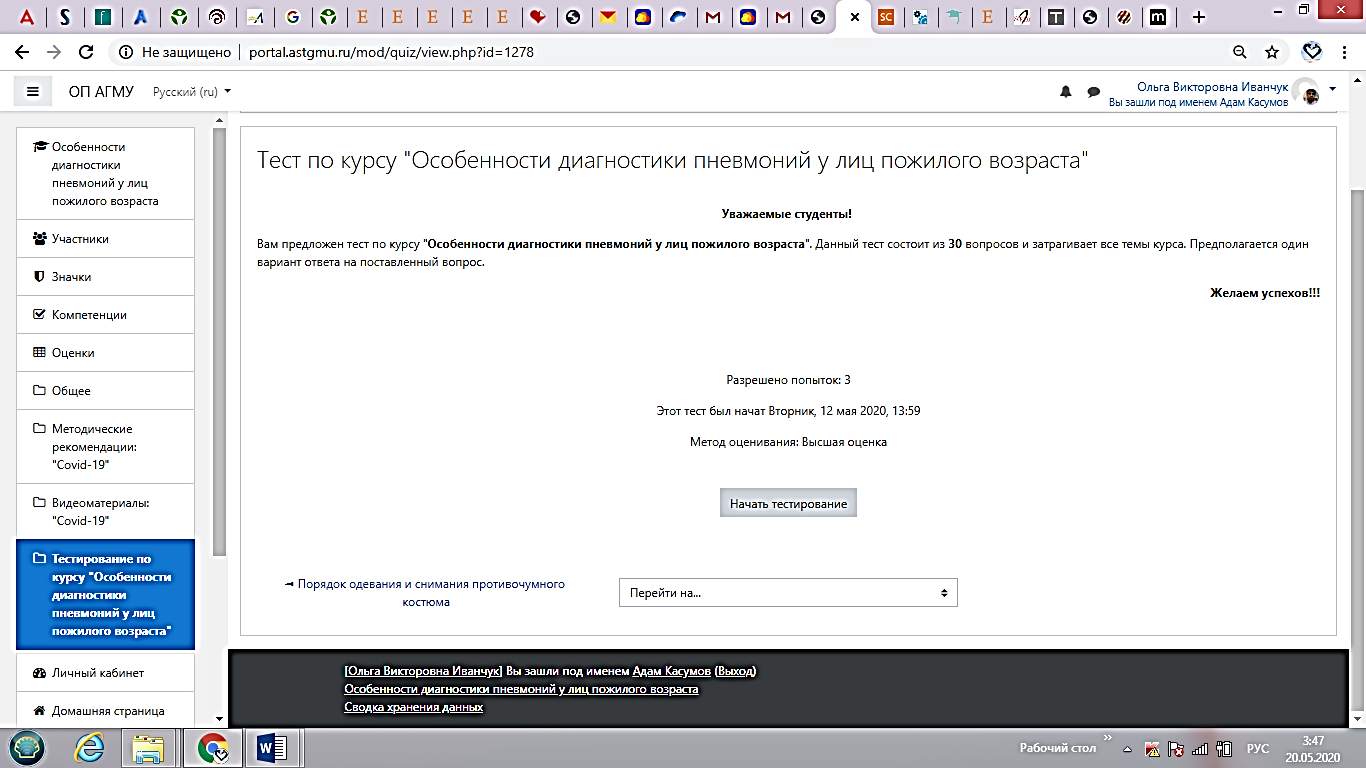 Не защищено
portal.astgmu.ru/mod/quiz/view.php?id=1278
ОП АГМУ
Русский (ru)
Ольга Викторовна Иванчук
Вы зашли под именем Адам Касумов
Особенности
диагностики
пневмоний у лиц
пожилого возраста
Участники
Значки
Компетенции
Оценки
Общее
Методические
рекомендации:
"Covid-19"
Видеоматериалы:
"Covid-19"
Тестирование по
курсу "Особенности
диагностики
пневмоний у лиц
пожилого возраста"
Личный кабинет
Домашняя страница
Тест по курсу "Особенности диагностики пневмоний у лиц пожилого возраста"
Уважаемые студенты!
Вам предложен тест по курсу "Особенности диагностики пневмоний у лиц пожилого возраста". Данный тест состоит из 30 вопросов и затрагивает все темы курса. Предполагается один
вариант ответа на поставленный вопрос.
Желаем успехов!!!
Разрешено попыток: 3
Этот тест был начат Вторник, 12 мая 2020, 13:59
Метод оценивания: Высшая оценка
Начать тестирование
◄ Порядок одевания и снимания противочумного
костюма
Перейти на...
[Ольга Викторовна Иванчук] Вы зашли под именем Адам Касумов (Выход)
Особенности диагностики пневмоний у лиц пожилого возраста
Сводка хранения данных
Рабочий стол
РУС
3:47
20.05.2020